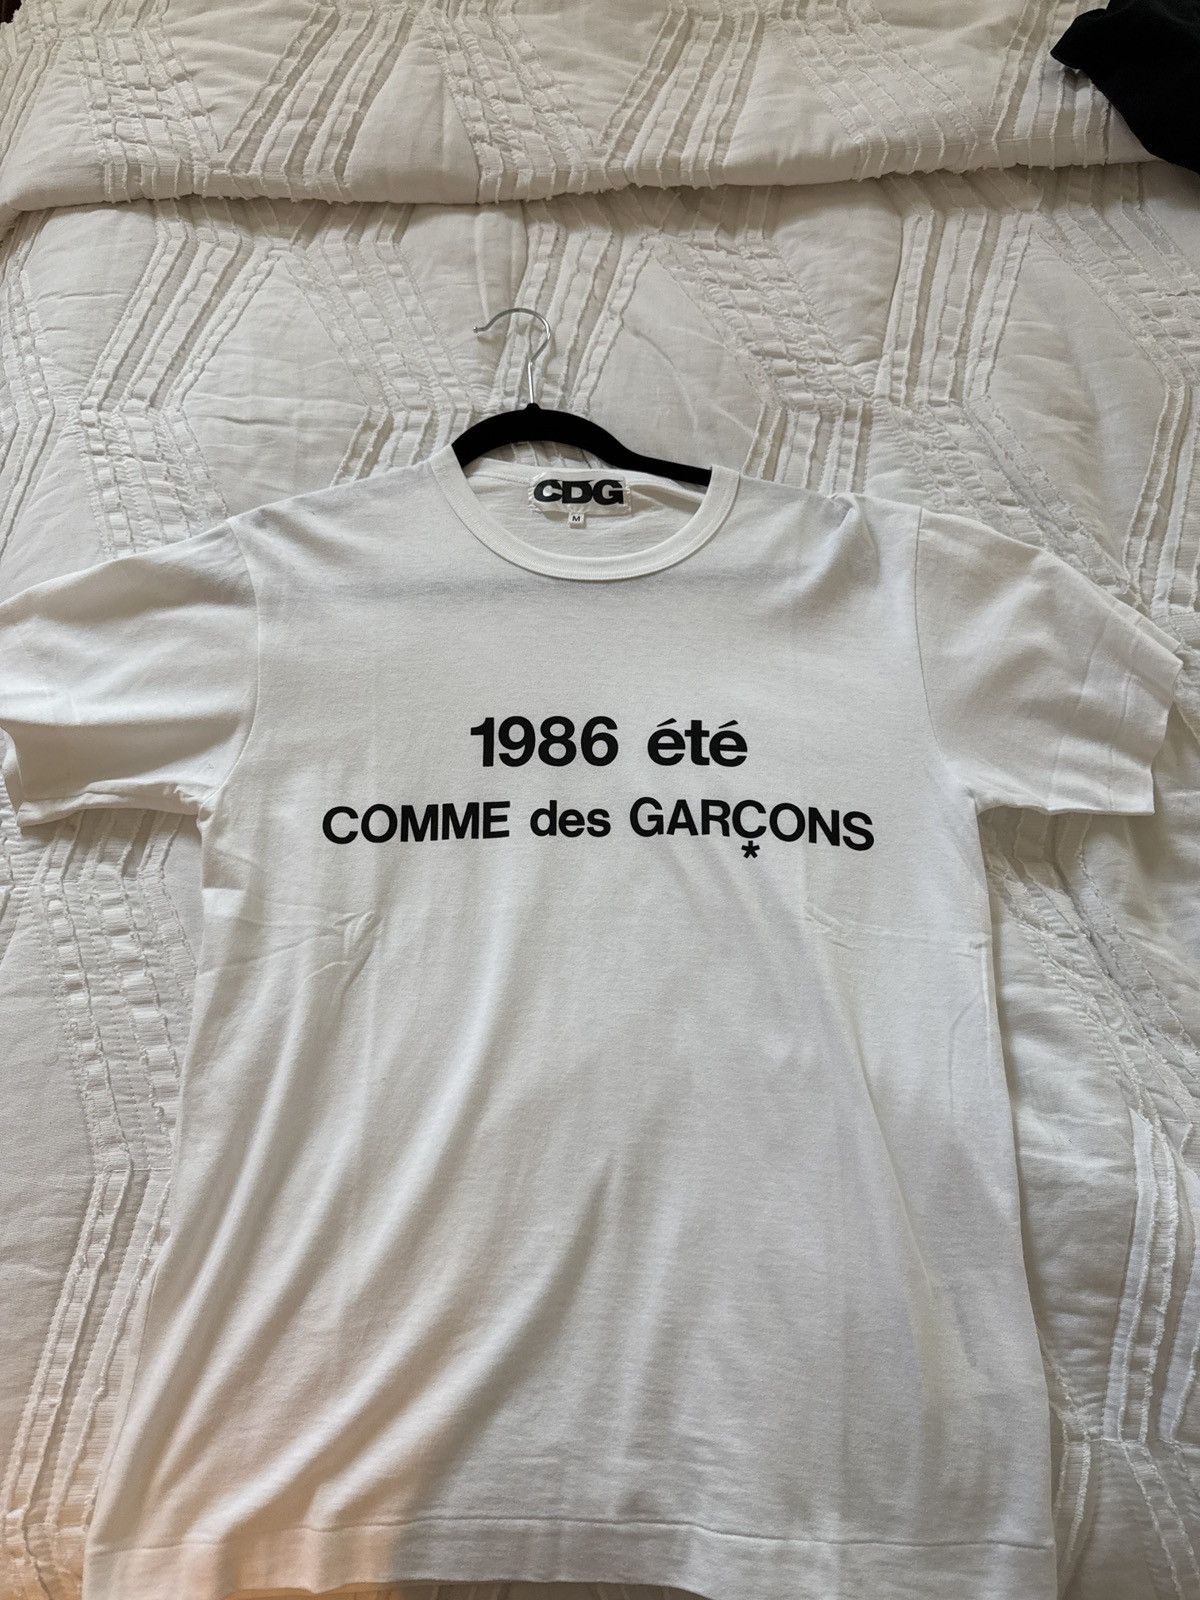 CDG
M
1986 été
COMME des GARÇONS
*